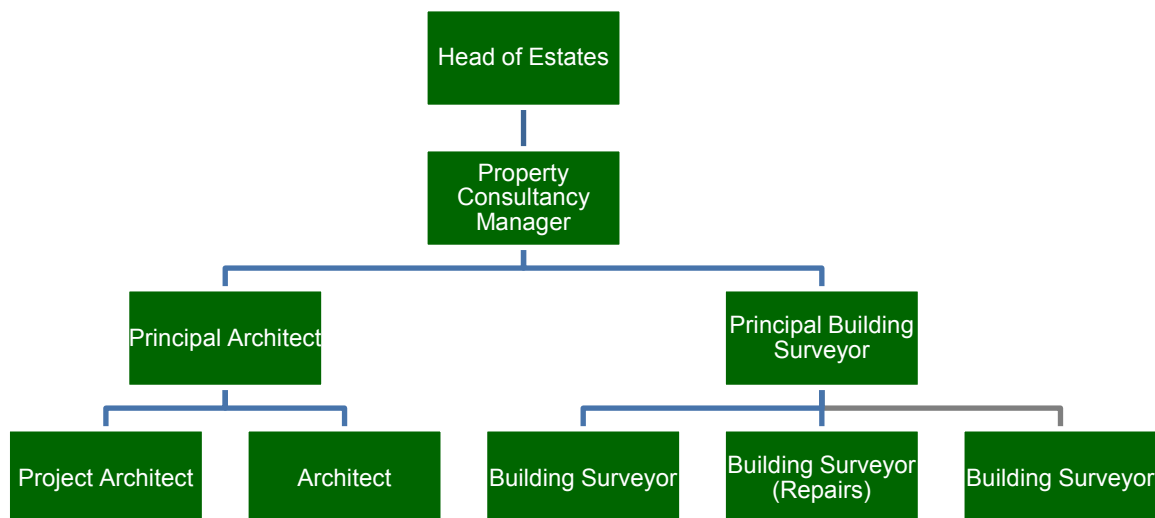 Head of Estates
Property
Consultancy
Manager
Principal Architect
Principal Building
Surveyor
Project Architect
Architect
Building Surveyor
Building Surveyor
(Repairs)
Building Surveyor